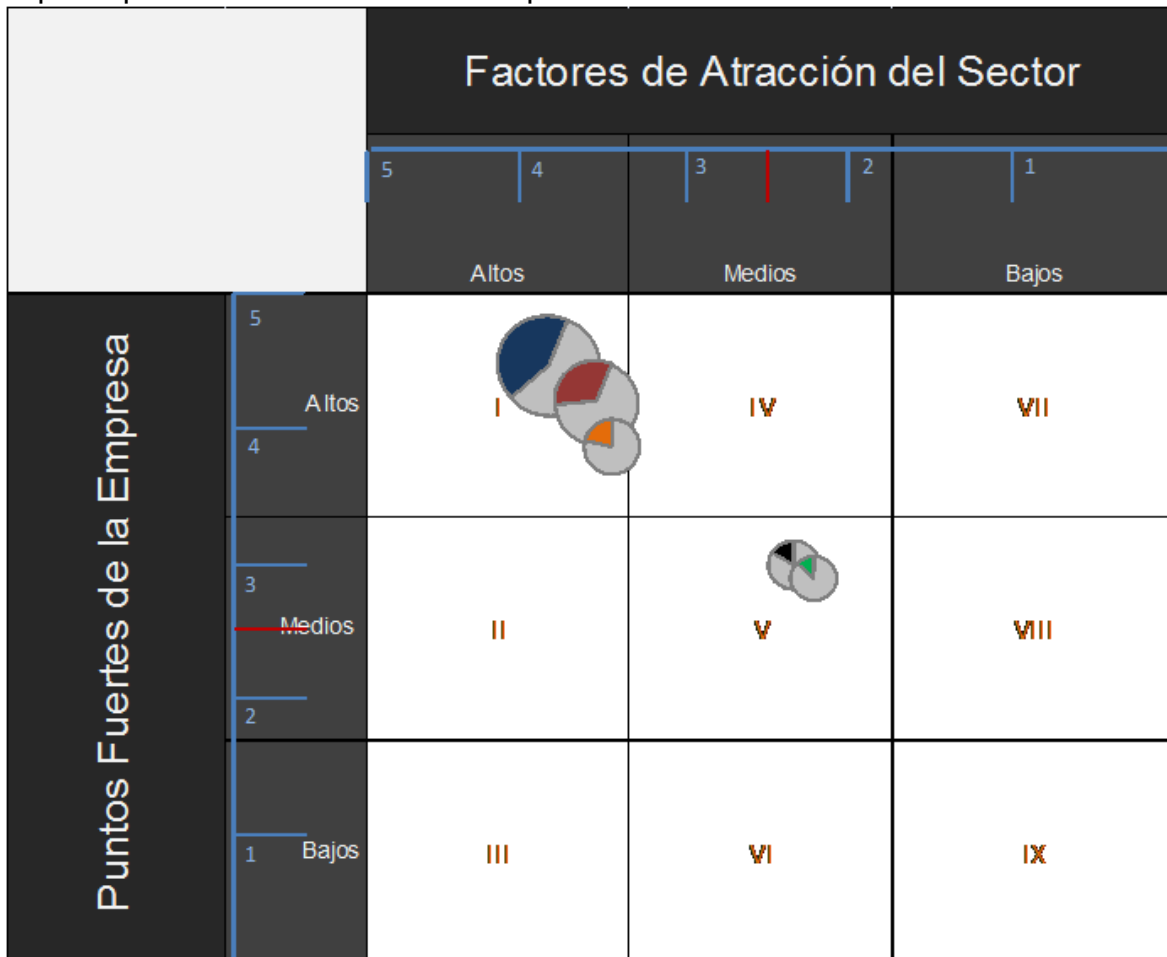 Factores de Atracción del Sector
5
4
3
2
1
Altos
Medios
Bajos
Puntos Fuertes de la Empresa
5
Altos
I
IV
VII
4
3
Medios
II
V
VIII
2
1
Bajos
III
VI
IX